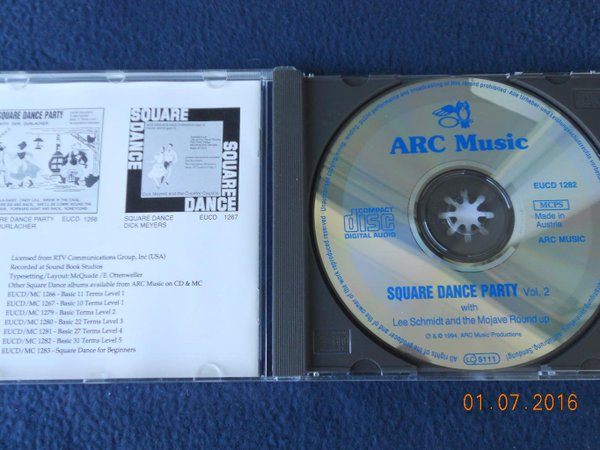 SQUARE DANCE PARTY
SQUARE
DANCE
SQUARE
DANCE
Dick Meyers and the Country Cousins
RE DANCE PARTY EUCD 1266
URLACHER
SQUARE DANCE EUCD 1267
DICK MEYERS
Licensed from RTV Communications Group, Inc (USA)
Recorded at Sound Book Studios
Typesetting/Layout: McQuade /E. Ottenweller
Other Square Dance albums available from ARC Music on CD & MC
EUCD/MC 1266 - Basic 11 Terms Level 1
EUCD/MC 1267 - Basic 10 Terms Level 1
EUCD/MC 1279 - Basic Terms Level 2
EUCD/MC 1280 - Basic 22 Terms Level 3
EUCD/MC 1281 - Basic 27 Terms Level 4
EUCD/MC 1282 - Basic 31 Terms Level 5
EUCD/MC 1283 - Square Dance for Beginners
ARC Music
EUCD 1282
MCPS
Made in
Austria
ARC MUSIC
COMPACT
disc
DIGITAL AUDIO
SQUARE DANCE PARTY Vol. 2
with
Lee Schmidt and the Mojave Round up
℗ & © 1994, ARC Music Productions
LC 5111
01.07.2016